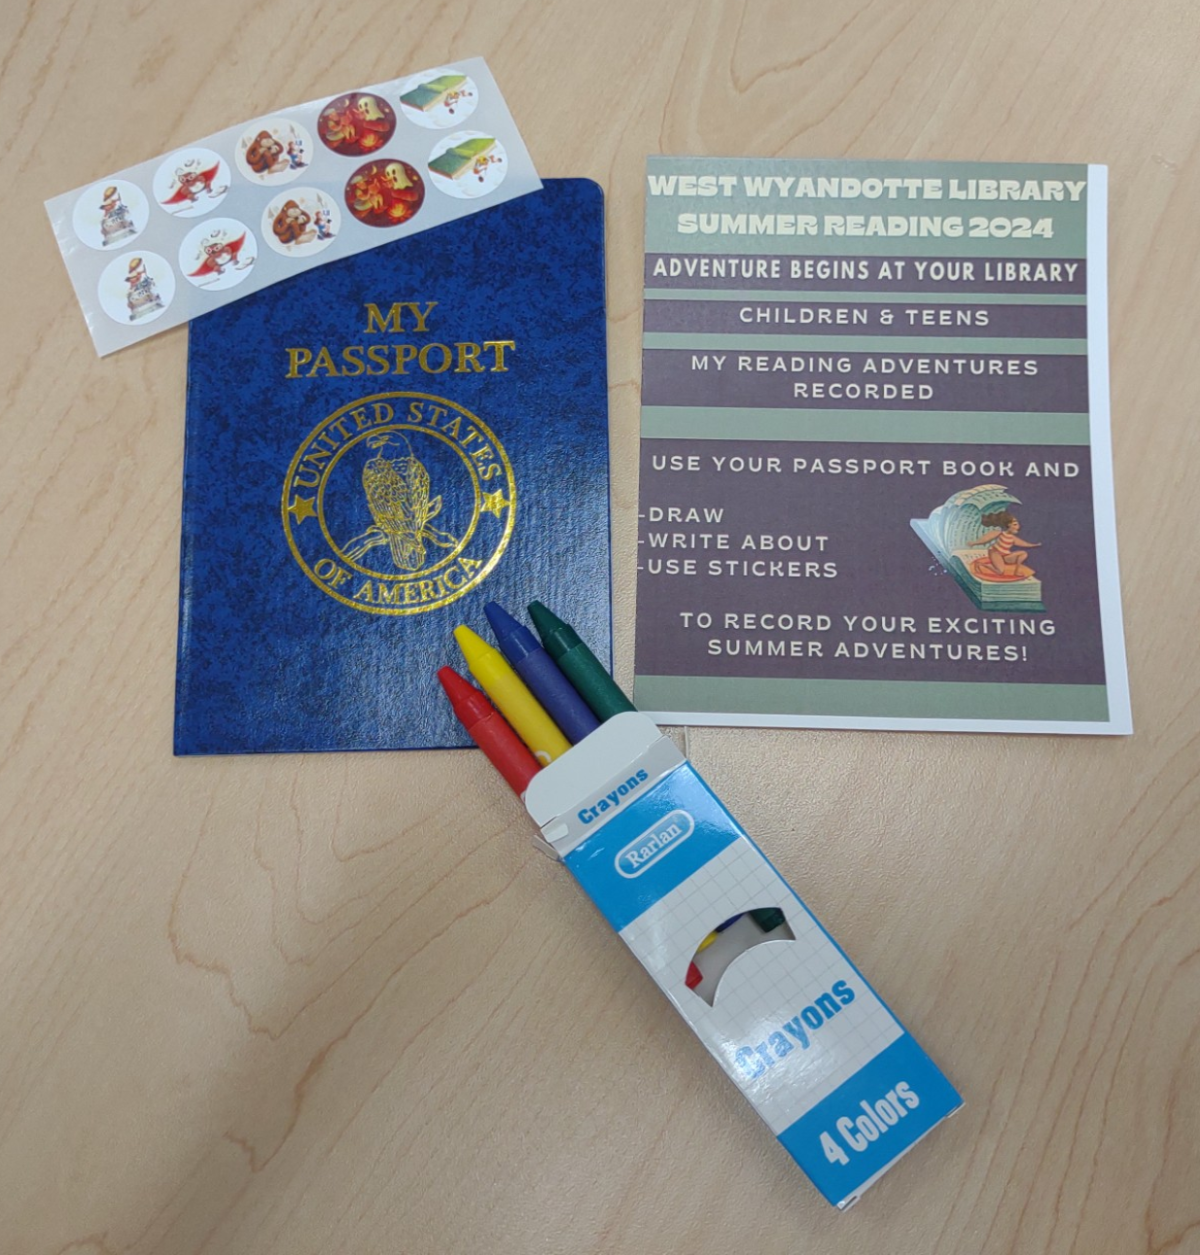 MY
PASSPORT
UNITED STATES
OF AMERICA
WEST WYANDOTTE LIBRARY
SUMMER READING 2024
ADVENTURE BEGINS AT YOUR LIBRARY
CHILDREN & TEENS
MY READING ADVENTURES
RECORDED
USE YOUR PASSPORT BOOK AND
-DRAW
-WRITE ABOUT
-USE STICKERS
TO RECORD YOUR EXCITING
SUMMER ADVENTURES!
Crayons
Rarlan
Crayons
4 Colors